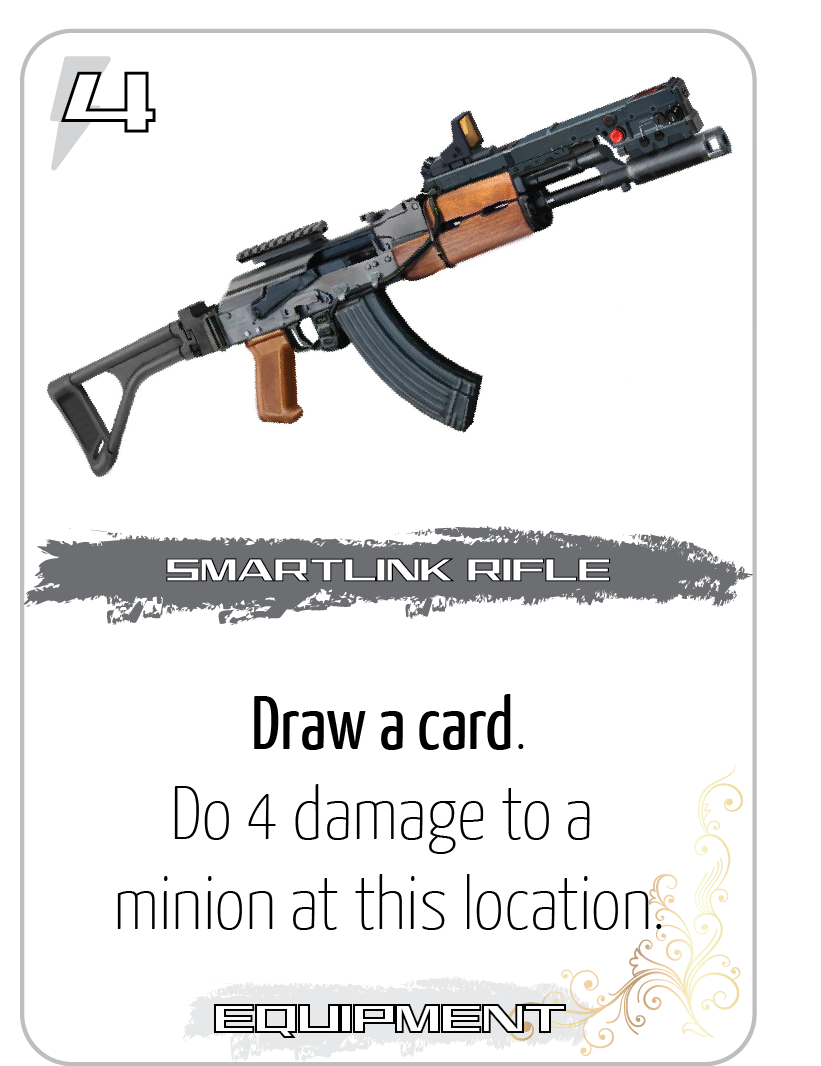 4
SMARTLINK RIFLE
Draw a card.
Do 4 damage to a
minion at this location.
EQUIPMENT